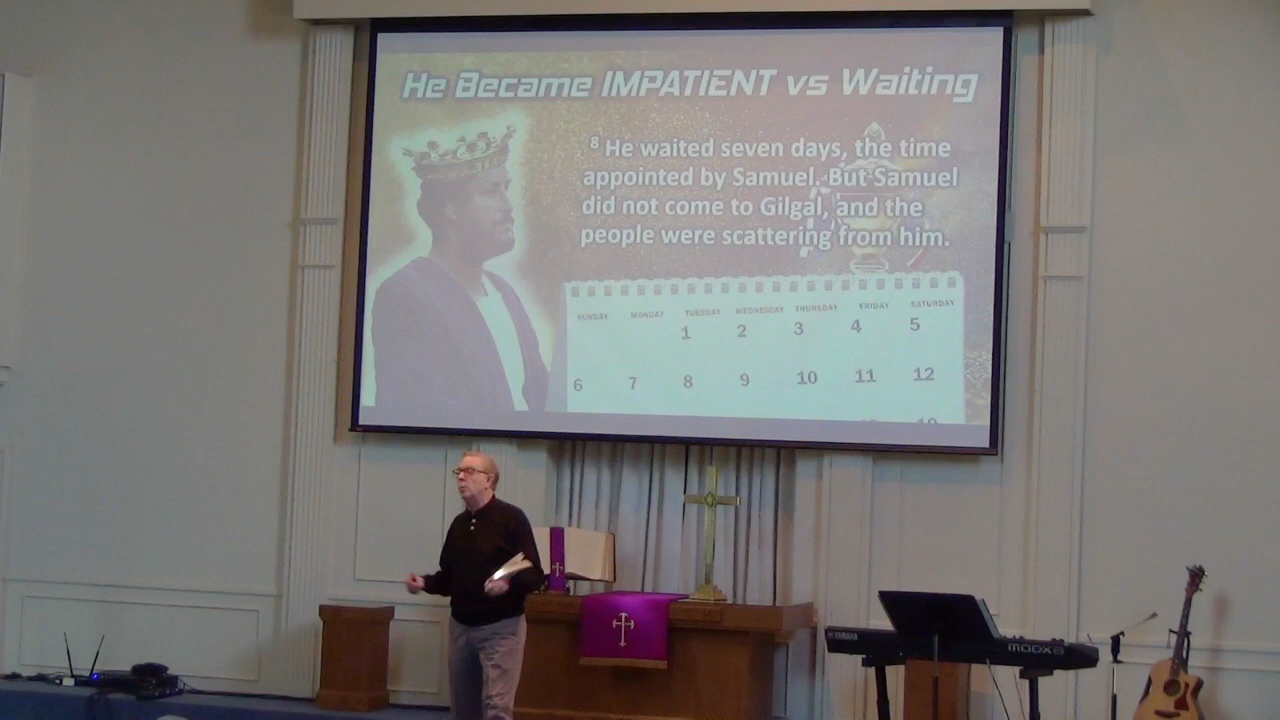 He Became IMPATIENT vs Waiting
8 He waited seven days, the time
appointed by Samuel. But Samuel
did not come to Gilgal, and the
people were scattering from him.
SUNDAY MONDAY TUESDAY WEDNESDAY THURSDAY FRIDAY SATURDAY
1 2 3 4 5
6 7 8 9 10 11 12
YAMAHA
MODX8